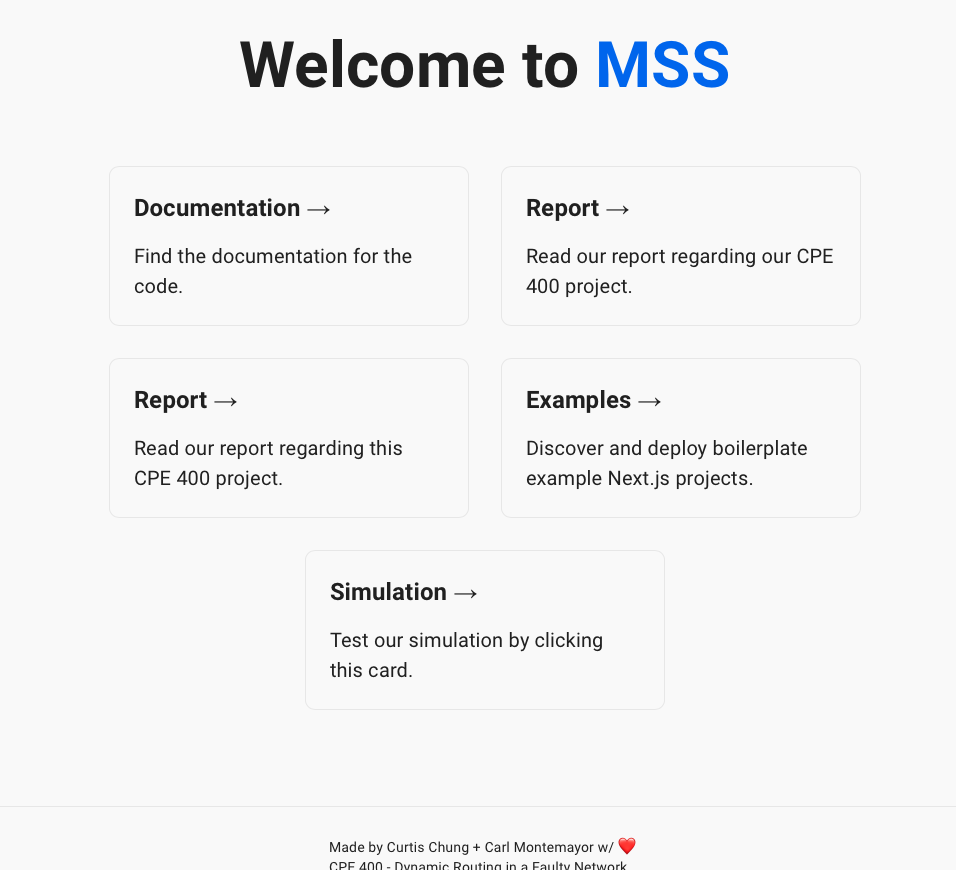 Welcome to MSS
Documentation →
Find the documentation for the
code.
Report →
Read our report regarding our CPE
400 project.
Report →
Read our report regarding this
CPE 400 project.
Examples →
Discover and deploy boilerplate
example Next.js projects.
Simulation →
Test our simulation by clicking
this card.
Made by Curtis Chung + Carl Montemayor w/ ❤️
CPE 400 - Dynamic Routing in a Faulty Network